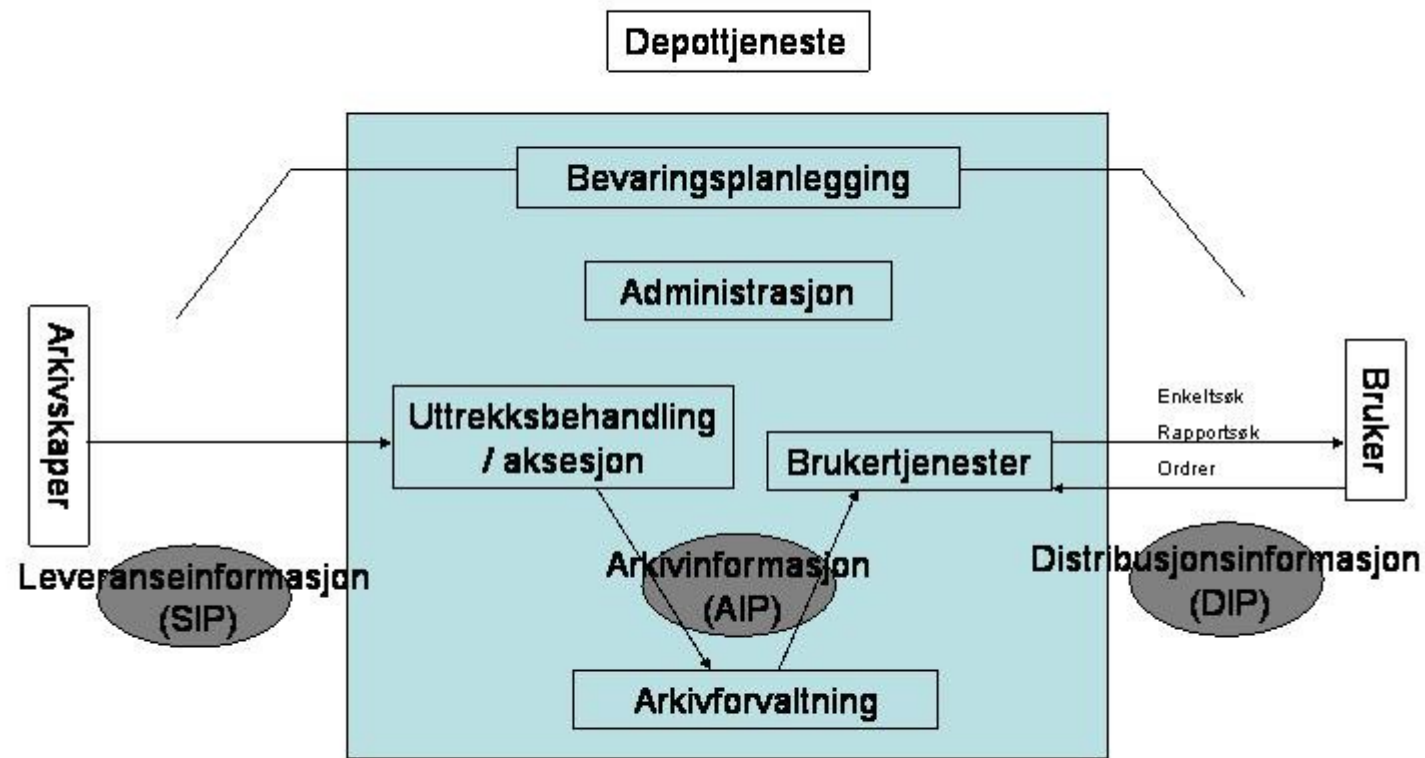 Depottjeneste
Bevaringsplanlegging
Administrasjon
Arkivskaper
Uttrekksbehandling
/ aksesjon
Brukertjenester
Enkeltsøk
Rapportsøk
Ordrer
Bruker
Leveranseinformasjon
(SIP)
Arkivinformasjon
(AIP)
Distribusjonsinformasjon
(DIP)
Arkivforvaltning